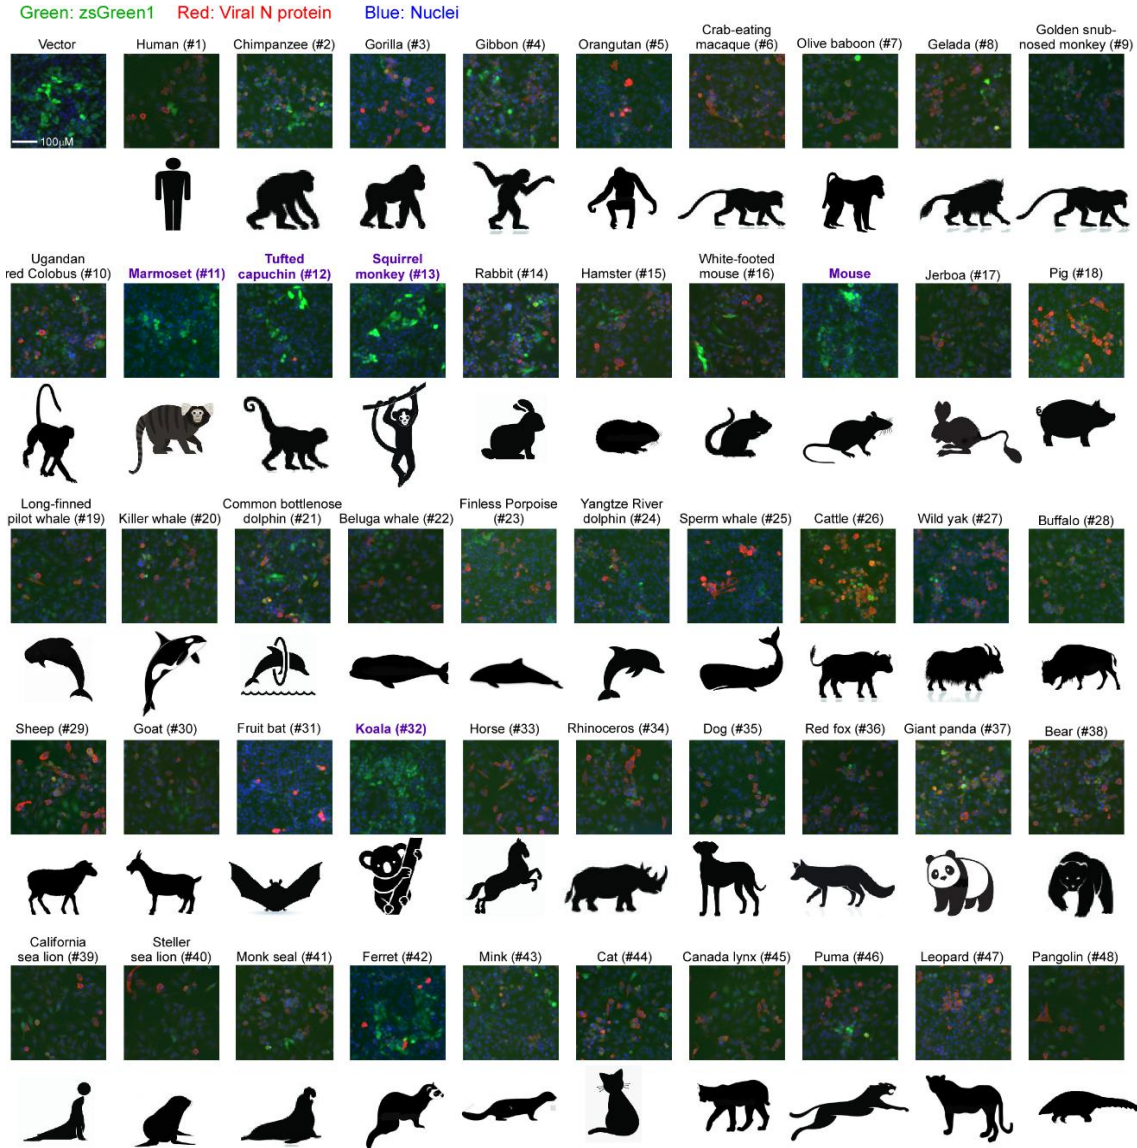 Green: zsGreen1 Red: Viral N protein Blue: Nuclei
Vector
Human (#1)
Chimpanzee (#2)
Gorilla (#3)
Gibbon (#4)
Orangutan (#5)
Crab-eating
macaque (#6)
Olive baboon (#7)
Gelada (#8)
Golden snub-
nosed monkey (#9)
100µM
Ugandan
red Colobus (#10)
Marmoset (#11)
Tufted
capuchin (#12)
Squirrel
monkey (#13)
Rabbit (#14)
Hamster (#15)
White-footed
mouse (#16)
Mouse
Jerboa (#17)
Pig (#18)
Long-finned
pilot whale (#19)
Killer whale (#20)
Common bottlenose
dolphin (#21)
Beluga whale (#22)
Finless Porpoise
(#23)
Yangtze River
dolphin (#24)
Sperm whale (#25)
Cattle (#26)
Wild yak (#27)
Buffalo (#28)
Sheep (#29)
Goat (#30)
Fruit bat (#31)
Koala (#32)
Horse (#33)
Rhinoceros (#34)
Dog (#35)
Red fox (#36)
Giant panda (#37)
Bear (#38)
California
sea lion (#39)
Steller
sea lion (#40)
Monk seal (#41)
Ferret (#42)
Mink (#43)
Cat (#44)
Canada lynx (#45)
Puma (#46)
Leopard (#47)
Pangolin (#48)